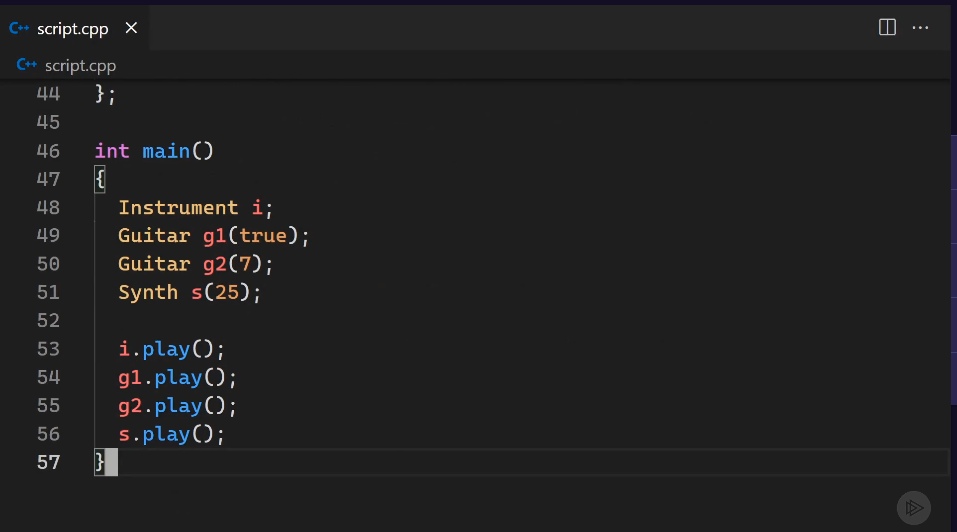 C++ script.cpp ×
C++ script.cpp
44 };
45
46 int main()
47 {
48   Instrument i;
49   Guitar g1(true);
50   Guitar g2(7);
51   Synth s(25);
52
53   i.play();
54   g1.play();
55   g2.play();
56   s.play();
57 }